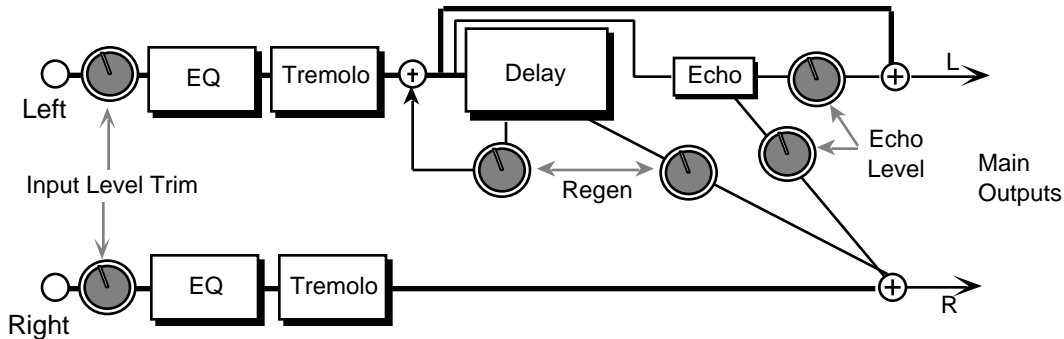 Left
EQ
Tremolo
+
Delay
Echo
+
L
Input Level Trim
Regen
Echo
Level
Main
Outputs
Right
EQ
Tremolo
+
R